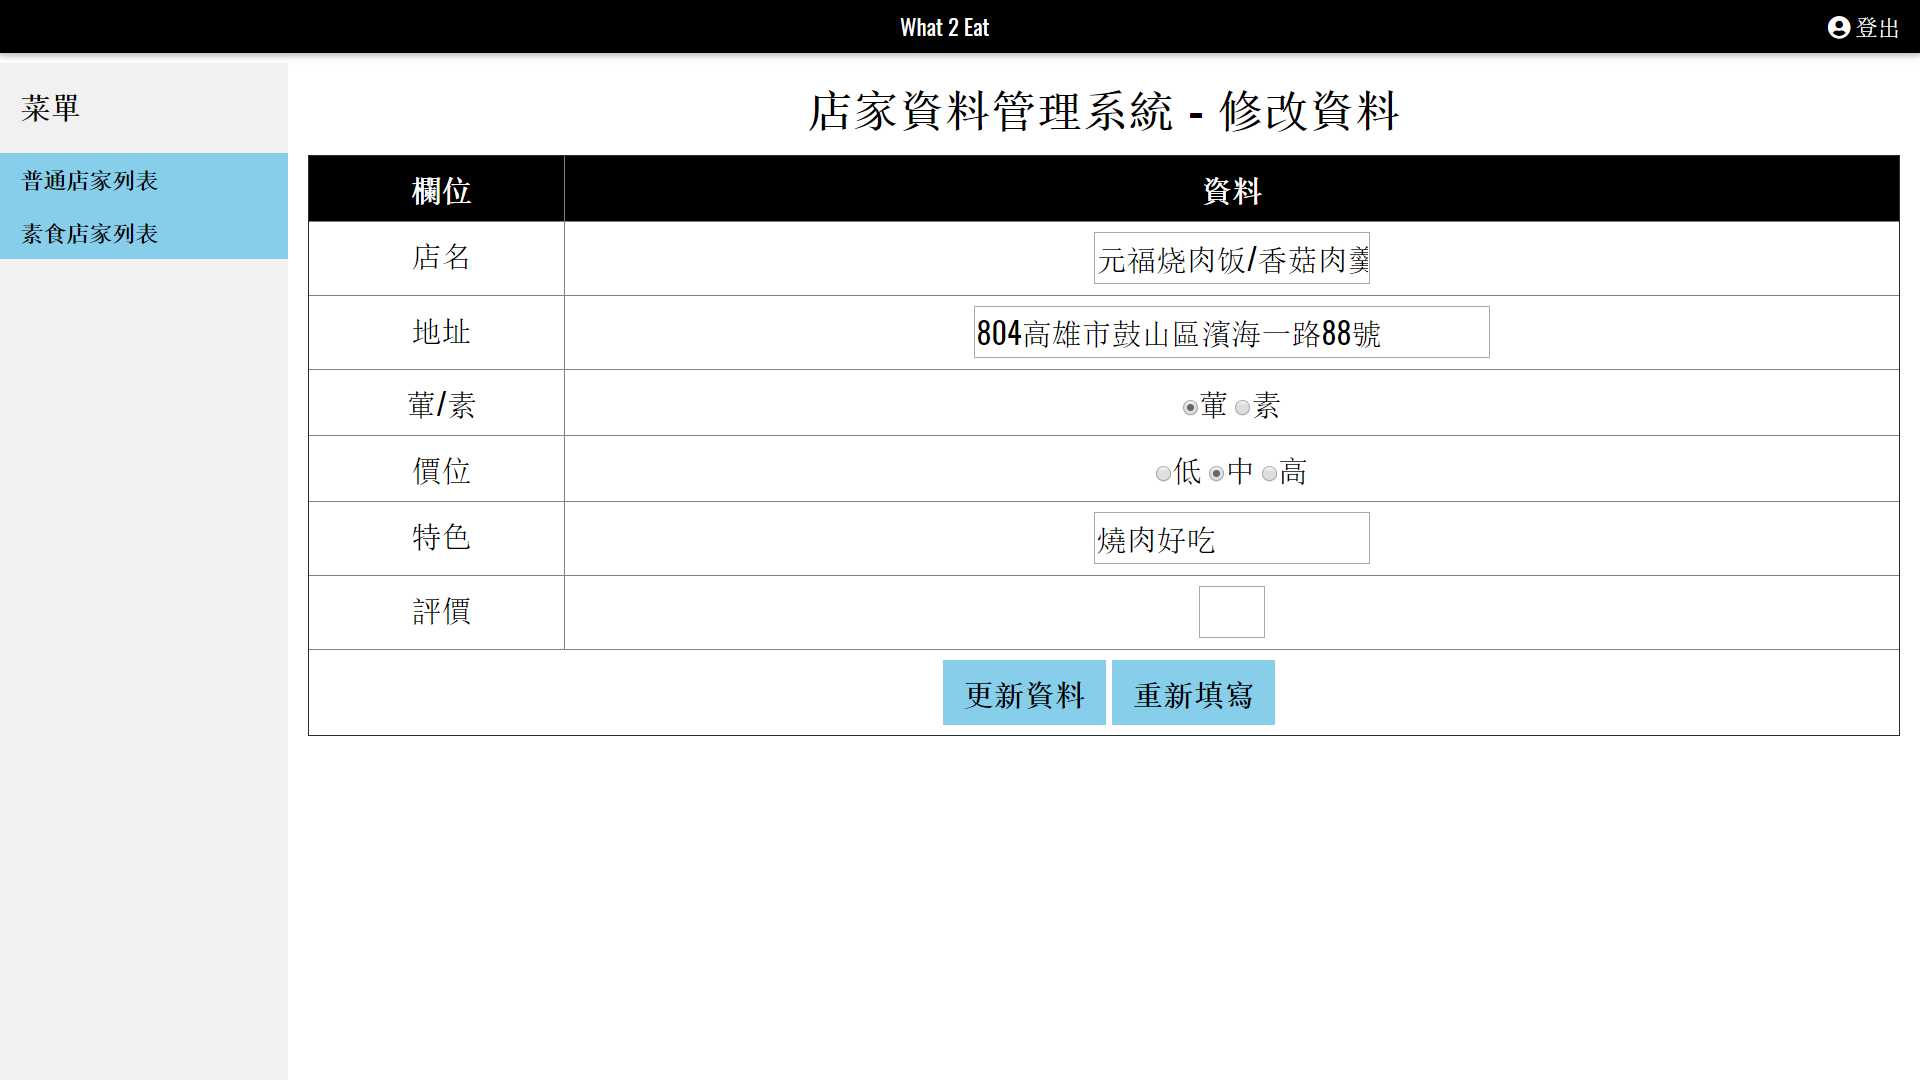 What 2 Eat
登出
菜單
普通店家列表
素食店家列表
店家資料管理系統 - 修改資料
欄位 資料
店名 元福烧肉饭/香菇肉羹
地址 804高雄市鼓山區濱海一路88號
葷/素 葷 素
價位 低 中 高
特色 燒肉好吃
評價
更新資料 重新填寫